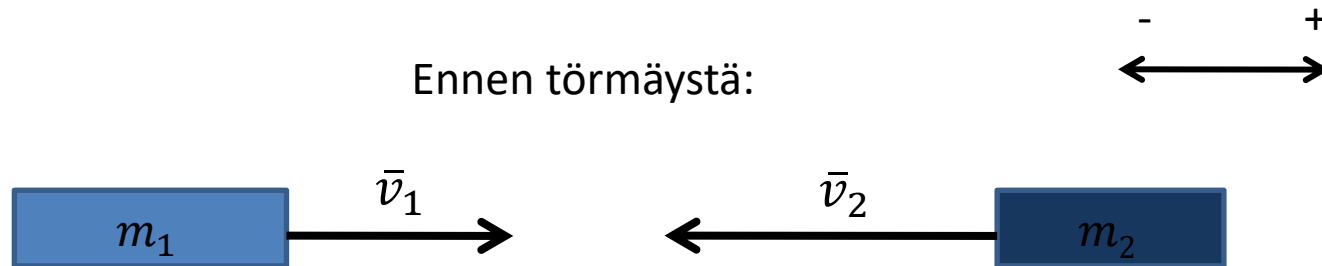 - +
Ennen törmäystä:
v̄₁ v̄₂
m₁ m₂